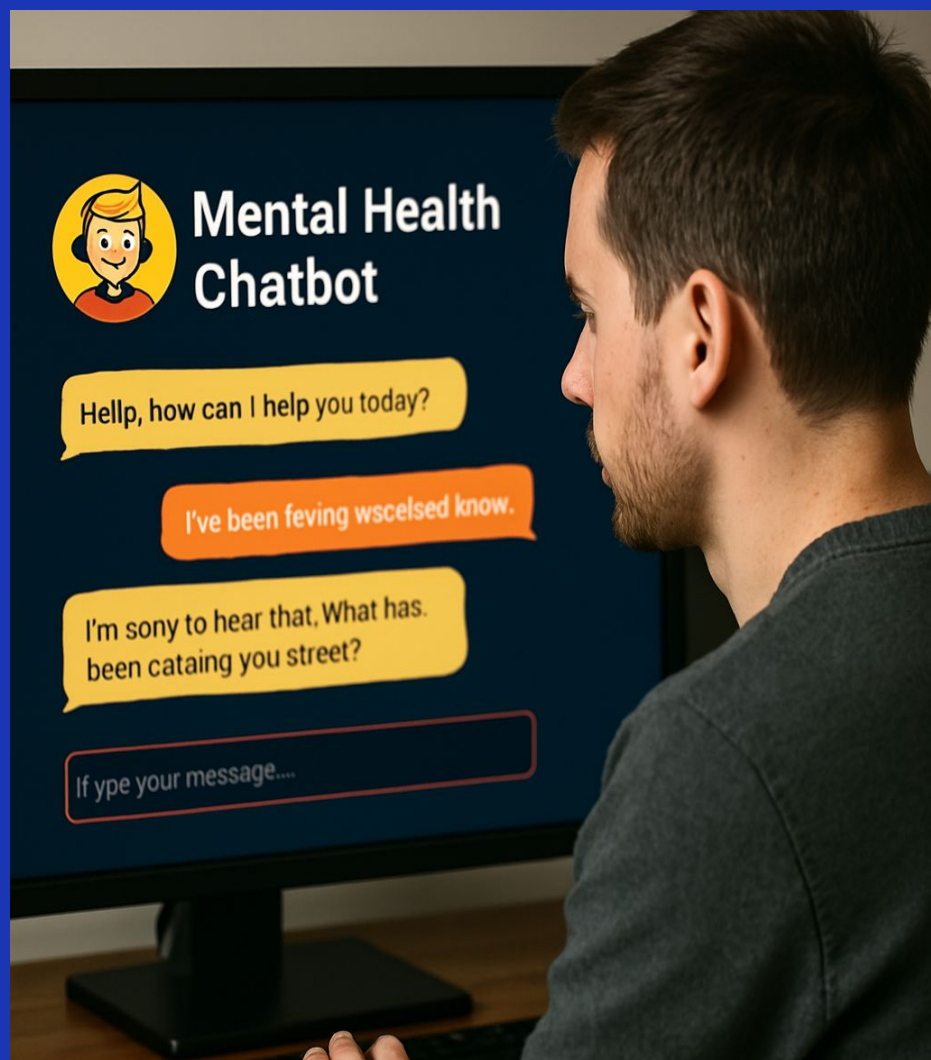 Mental Health
Chatbot
Hellp, how can I help you today?
I've been feving wscelsed know.
I'm sony to hear that, What has.
been cataing you street?
If ype your message....